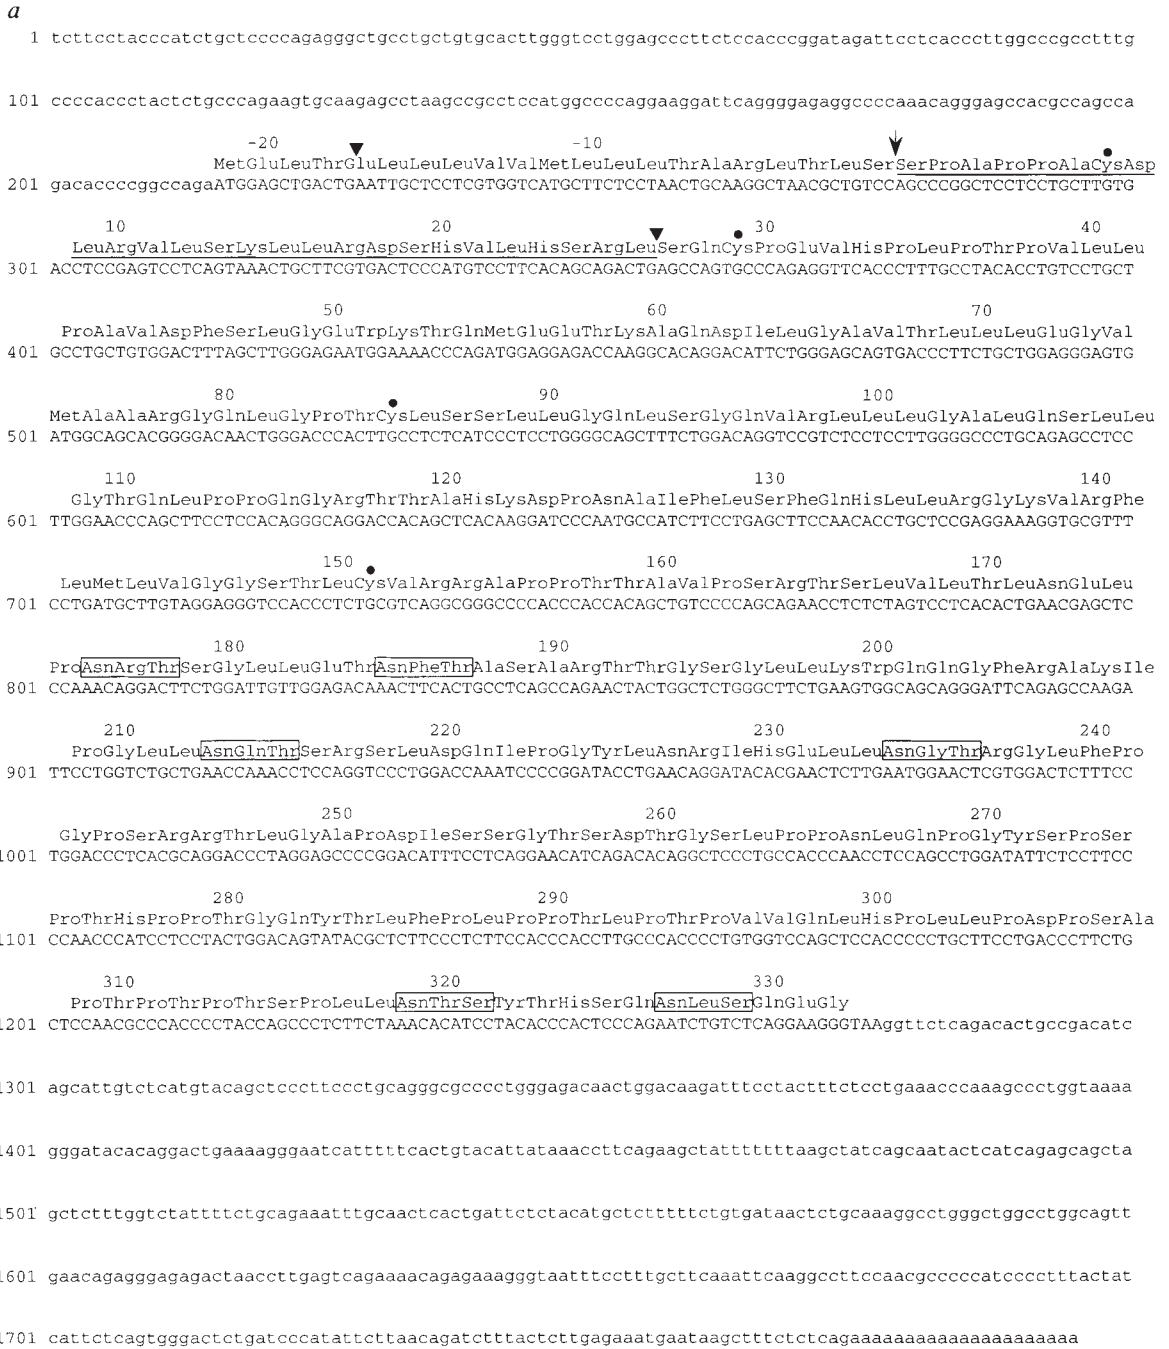 a
1 tcttcctacccatctgctccccagagggctgcctgctgtgcacttgggtcctggagcccttctccacccggatagattcctcacccttggcccgcctttg
101 ccccaccctactctgcccagaagtgcaagagcctaagccgcctccatggccccaggaaggattcaggggagaggccccaaacagggagccacgccagcca
-20 -10
MetGluLeuThrGluLeuLeuLeuValValMetLeuLeuLeuThrAlaArgLeuThrLeuSerSerProAlaProProAlaCysAsp
201 gacaccccggccagaATGGAGCTGACTGAATTGCTCCTCGTGGTCATGCTTCTCCTAACTGCAAGGCTAACGCTGTCCAGCCCGGCTCCTCCTGCTTGTG
10 20 30 40
LeuArgValLeuSerLysLeuLeuArgAspSerHisValLeuHisSerArgLeuSerGlnCysProGluValHisProLeuProThrProValLeuLeu
301 ACCTCCGAGTCCTCAGTAAACTGCTTCGTGACTCCCATGTCCTTCACAGCAGACTGAGCCAGTGCCCAGAGGTTCACCCTTTGCCTACACCTGTCCTGCT
50 60 70
ProAlaValAspPheSerLeuGlyGluTrpLysThrGlnMetGluGluThrLysAlaGlnAspIleLeuGlyAlaValThrLeuLeuLeuGluGlyVal
401 GCCTGCTGTGGACTTTAGCTTGGGAGAATGGAAAACCCAGATGGAGGAGACCAAGGCACAGGACATTCTGGGAGCAGTGACCCTTCTGCTGGAGGGAGTG
80 90 100
MetAlaAlaArgGlyGlnLeuGlyProThrCysLeuSerSerLeuLeuGlyGlnLeuSerGlyGlnValArgLeuLeuLeuGlyAlaLeuGlnSerLeuLeu
501 ATGGCAGCACGGGGACAACTGGGACCCACTTGCCTCTCATCCCTCCTGGGGCAGCTTTCTGGACAGGTCCGTCTCCTCCTTGGGGCCCTGCAGAGCCTCC
110 120 130 140
GlyThrGlnLeuProProGlnGlyArgThrThrAlaHisLysAspProAsnAlaIlePheLeuSerPheGlnHisLeuLeuArgGlyLysValArgPhe
601 TTGGAACCCAGCTTCCTCCACAGGGCAGGACCACAGCTCACAAGGATCCCAATGCCATCTTCCTGAGCTTCCAACACCTGCTCCGAGGAAAGGTGCGTTT
150 160 170
LeuMetLeuValGlyGlySerThrLeuCysValArgArgAlaProProThrThrAlaValProSerArgThrSerLeuValLeuThrLeuAsnGluLeu
701 CCTGATGCTTGTAGGAGGGTCCACCCTCTGCGTCAGGCGGGCCCCACCCACCACAGCTGTCCCCAGCAGAACCTCTCTAGTCCTCACACTGAACGAGCTC
180 190 200
ProAsnArgThrSerGlyLeuLeuGluThrAsnPheThrAlaSerAlaArgThrThrGlySerGlyLeuLeuLysTrpGlnGlnGlyPheArgAlaLysIle
801 CCAAACAGGACTTCTGGATTGTTGGAGACAAACTTCACTGCCTCAGCCAGAACTACTGGCTCTGGGCTTCTGAAGTGGCAGCAGGGATTCAGAGCCAAGA
210 220 230 240
ProGlyLeuLeuAsnGlnThrSerArgSerLeuAspGlnIleProGlyTyrLeuAsnArgIleHisGluLeuLeuAsnGlyThrArgGlyLeuPhePro
901 TTCCTGGTCTGCTGAACCAAACCTCCAGGTCCCTGGACCAAATCCCCGGATACCTGAACAGGATACACGAACTCTTGAATGGAACTCGTGGACTCTTTCC
250 260 270
GlyProSerArgArgThrLeuGlyAlaProAspIleSerSerGlyThrSerAspThrGlySerLeuProProAsnLeuGlnProGlyTyrSerProSer
1001 TGGACCCTCACGCAGGACCCTAGGAGCCCCGGACATTTCCTCAGGAACATCAGACACAGGCTCCCTGCCACCCAACCTCCAGCCTGGATATTCTCCTTCC
280 290 300
ProThrHisProProThrGlyGlnTyrThrLeuPheProLeuProProThrLeuProThrProValValGlnLeuHisProLeuLeuProAspProSerAla
1101 CCAACCCATCCTCCTACTGGACAGTATACGCTCTTCCCTCTTCCACCCACCTTGCCCACCCCTGTGGTCCAGCTCCACCCCCTGCTTCCTGACCCTTCTG
310 320 330
ProThrProThrProThrSerProLeuLeuAsnThrSerTyrThrHisSerGlnAsnLeuSerGlnGluGly
1201 CTCCAACGCCCACCCCTACCAGCCCTCTTCTAAACACATCCTACACCCACTCCCAGAATCTGTCTCAGGAAGGGTAAggttctcagacactgccgacatc
1301 agcattgtctcatgtacagctcccttccctgcagggcgcccctgggagacaactggacaagatttcctactttctcctgaaacccaaagccctggtaaaa
1401 gggatacacaggactgaaaagggaatcatttttcactgtacattataaaccttcagaagctatttttttaagctatcagcaatactcatcagagcagcta
1501 gctctttggtctattttctgcagaaatttgcaactcactgattctctacatgctctttttctgtgataactctgcaaaggcctgggctggcctggcagtt
1601 gaacagagggagagactaaccttgagtcagaaaacagagaaagggtaatttcctttgcttcaaattcaaggccttccaacgcccccatcccctttactat
1701 cattctcagtgggactctgatcccatattcttaacagatctttactcttgagaaatgaataagctttctctcagaaaaaaaaaaaaaaaaaaaaa